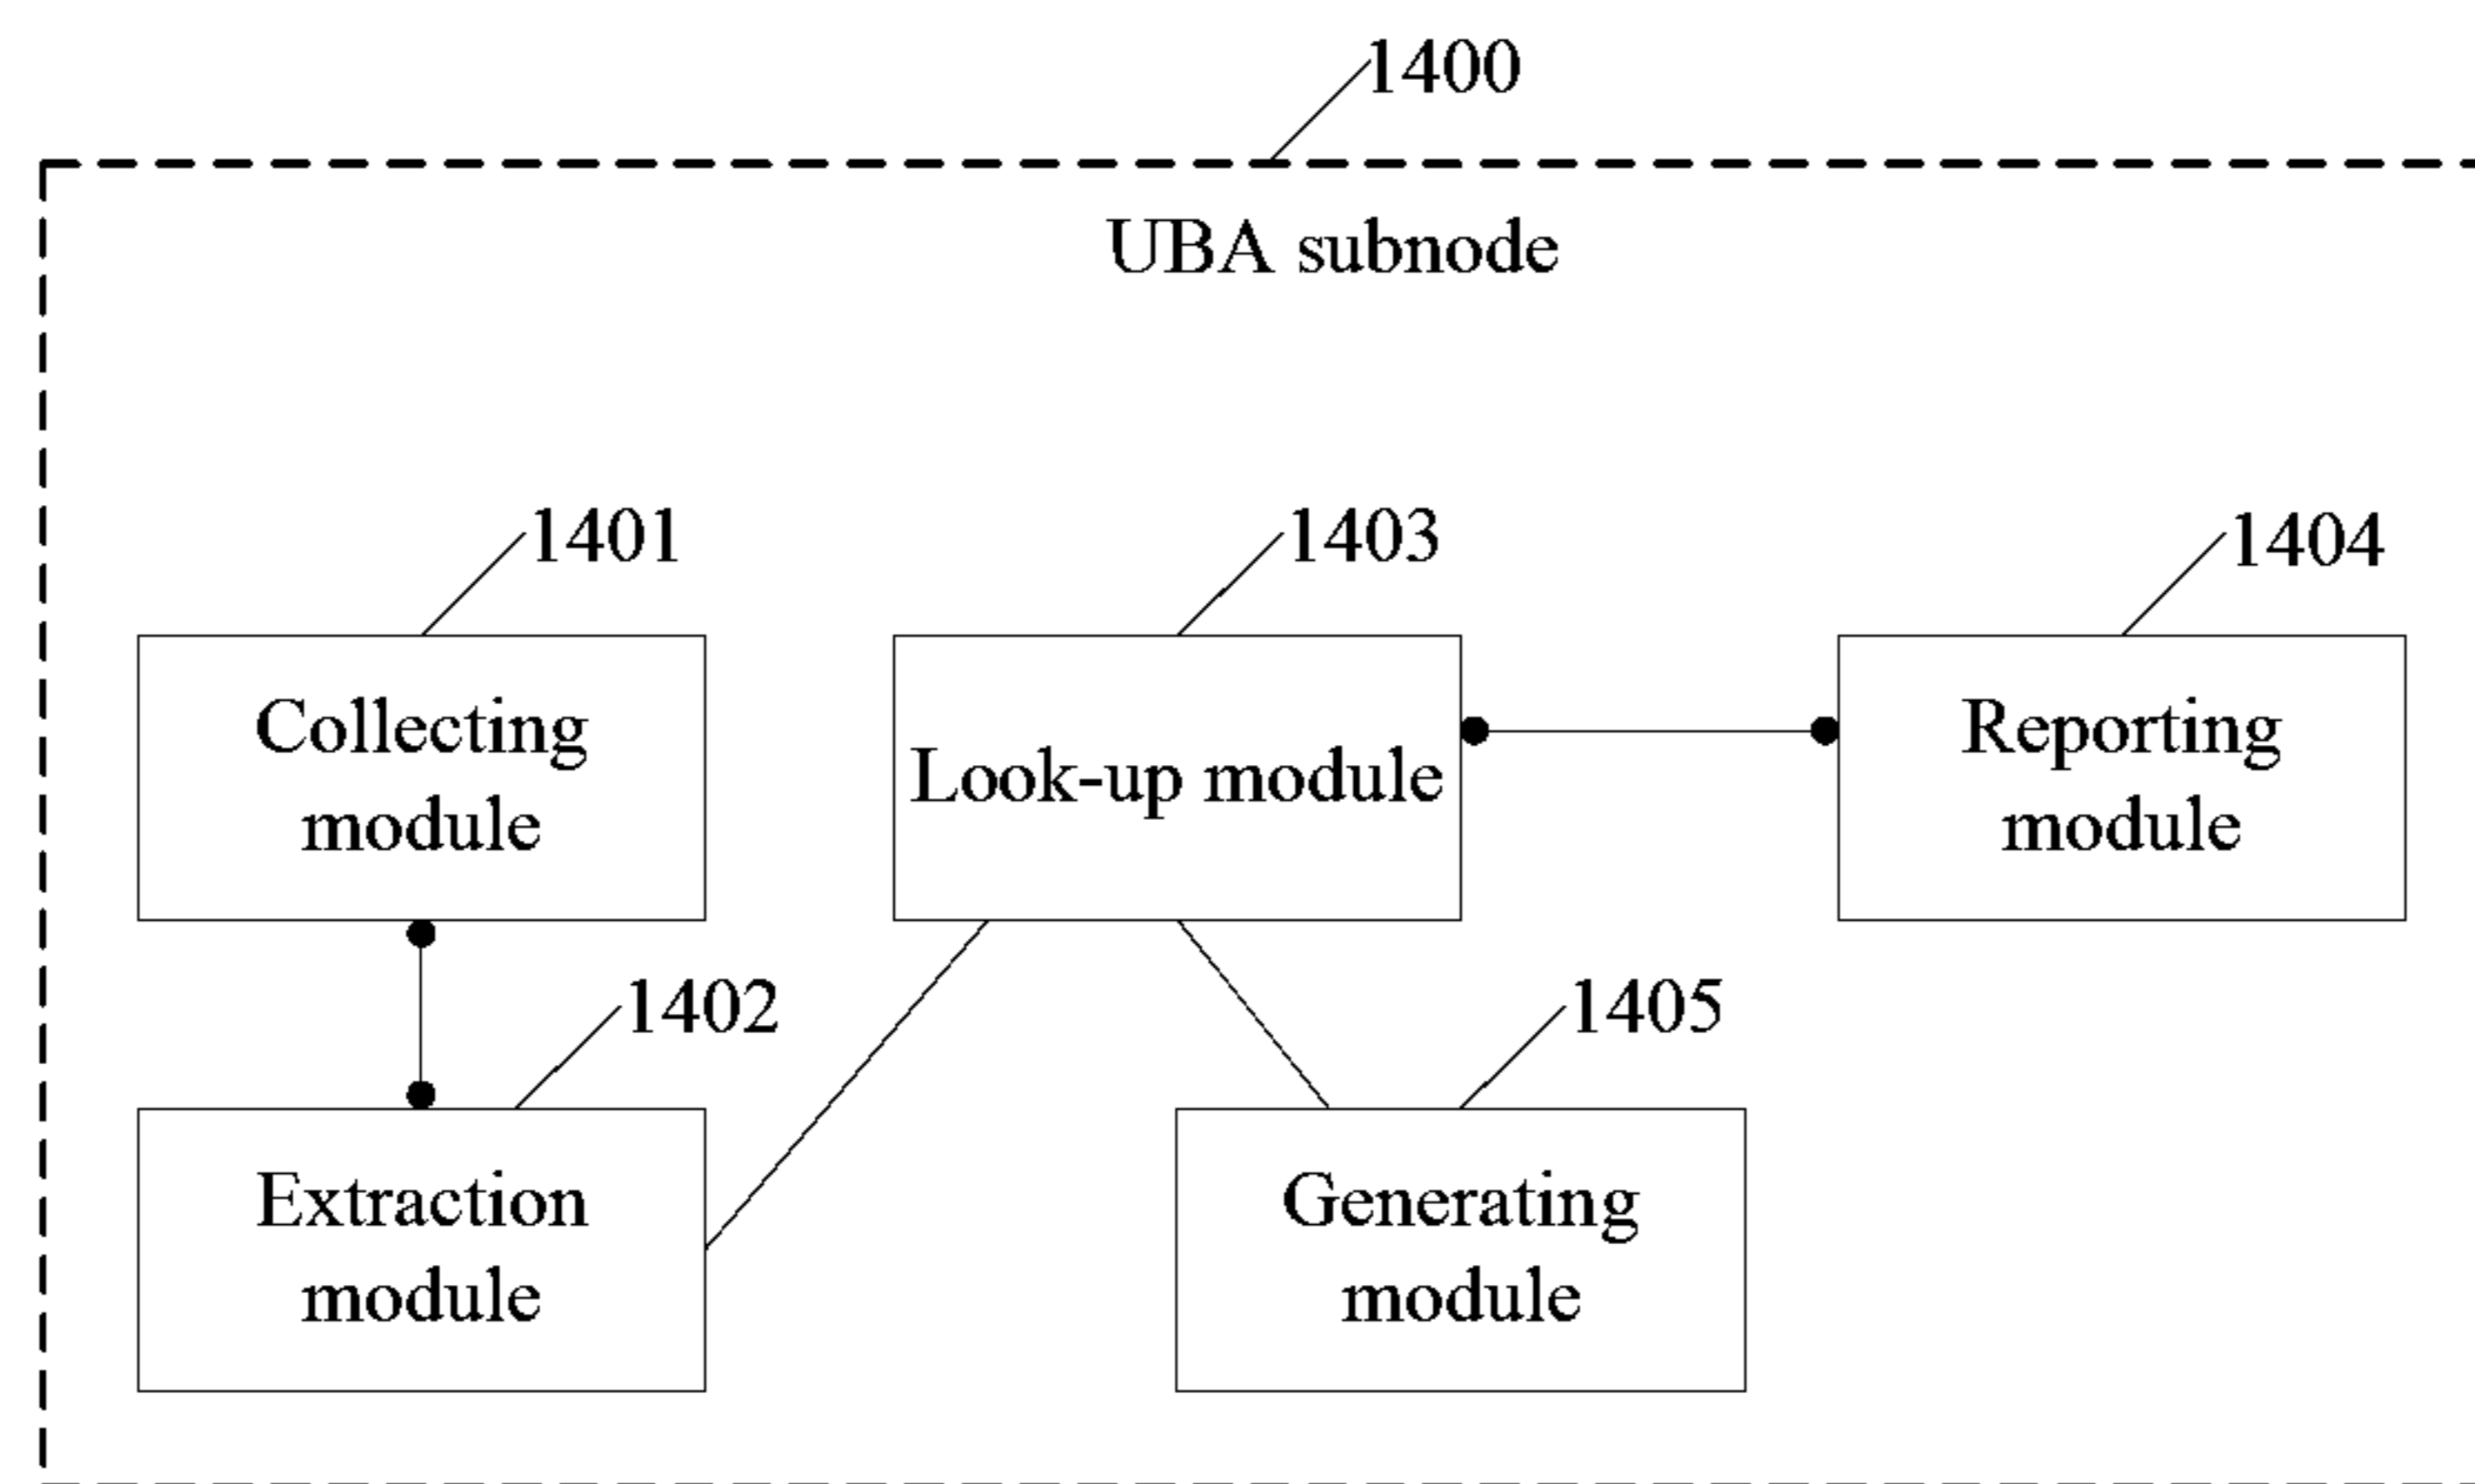 1400
UBA subnode
1401
1403
1404
Collecting
module
Look-up module
Reporting
module
1402
1405
Extraction
module
Generating
module